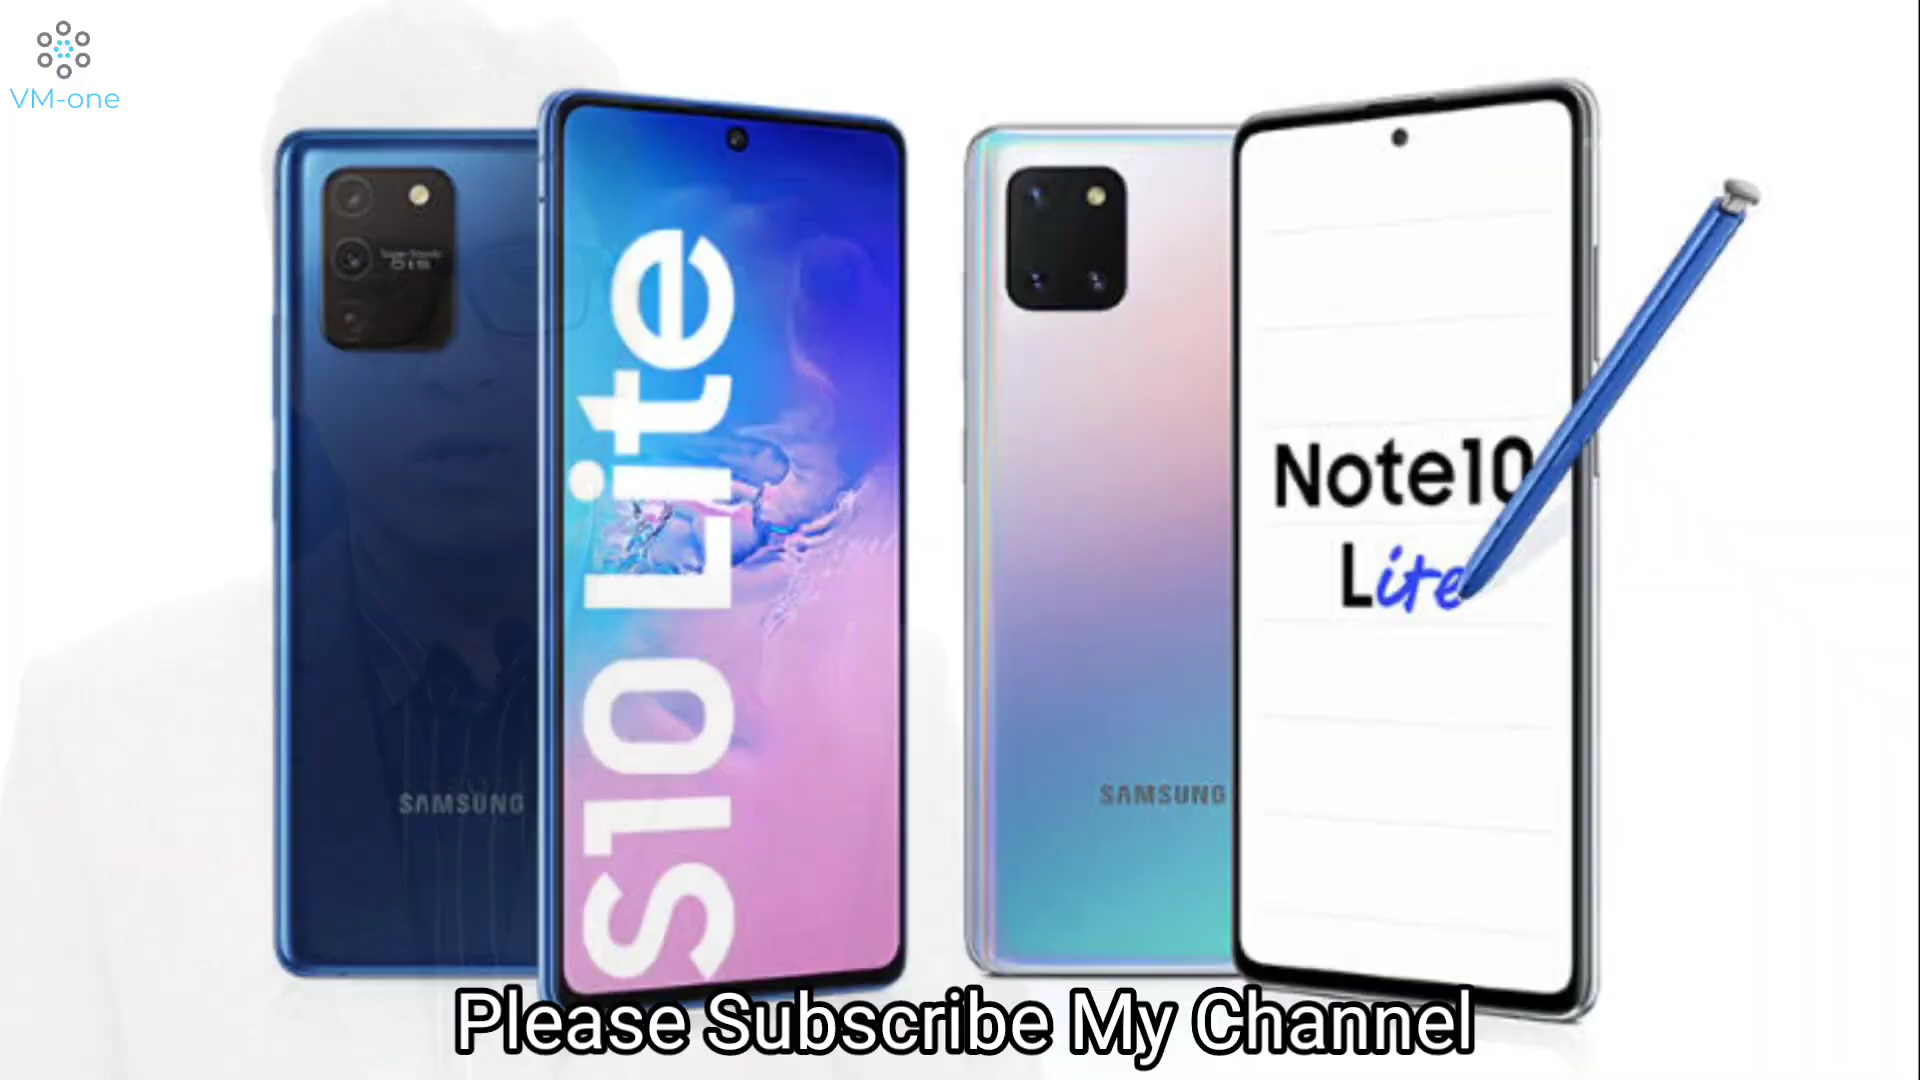 VM-one
S10 Lite
SAMSUNG
Note10
Lite
SAMSUNG
Please Subscribe My Channel